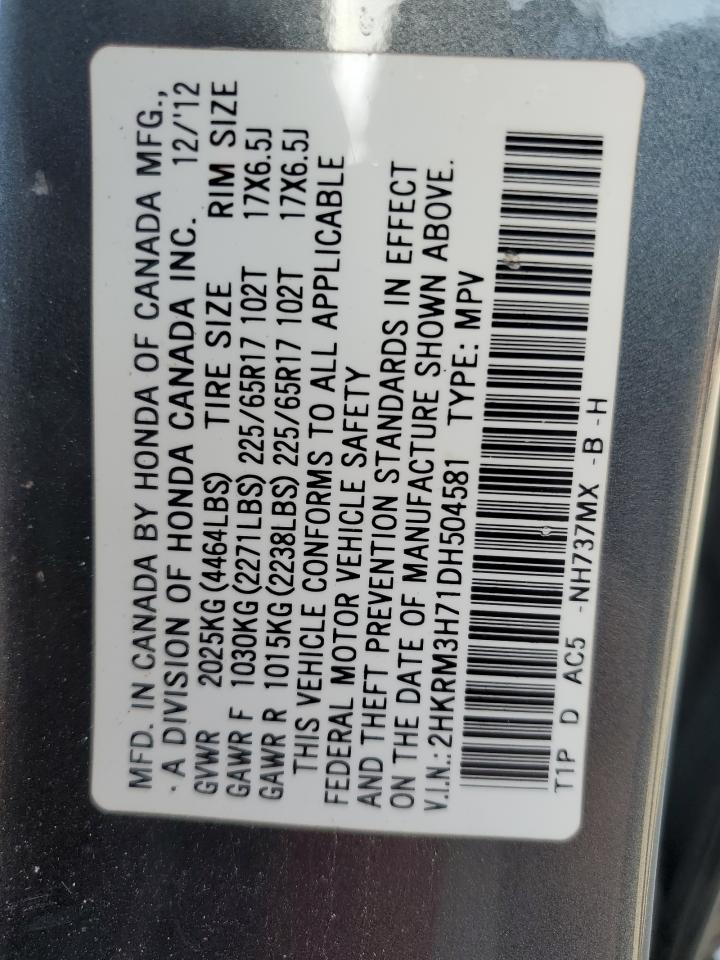 MFD. IN CANADA BY HONDA OF CANADA MFG.,
· A DIVISION OF HONDA CANADA INC. 12/'12
GVWR 2025KG (4464LBS) TIRE SIZE RIM SIZE
GAWR F 1030KG (2271LBS) 225/65R17 102T 17X6.5J
GAWR R 1015KG (2238LBS) 225/65R17 102T 17X6.5J
THIS VEHICLE CONFORMS TO ALL APPLICABLE
FEDERAL MOTOR VEHICLE SAFETY
AND THEFT PREVENTION STANDARDS IN EFFECT
ON THE DATE OF MANUFACTURE SHOWN ABOVE.
V.I.N.: 2HKRM3H71DH504581 TYPE: MPV
T1P D AC5 -NH737MX -B -H